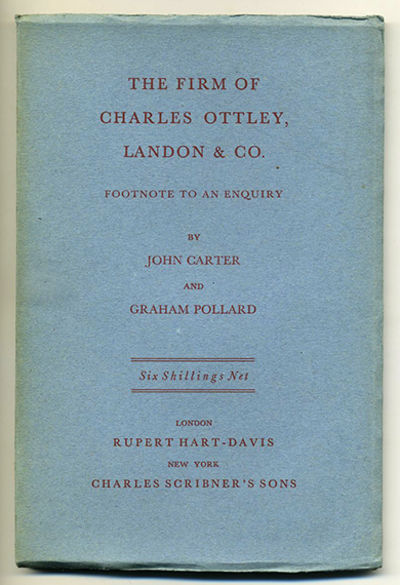 THE FIRM OF
CHARLES OTTLEY,
LANDON & CO.
FOOTNOTE TO AN ENQUIRY
BY
JOHN CARTER
AND
GRAHAM POLLARD
Six Shillings Net
LONDON
RUPERT HART-DAVIS
NEW YORK
CHARLES SCRIBNER'S SONS